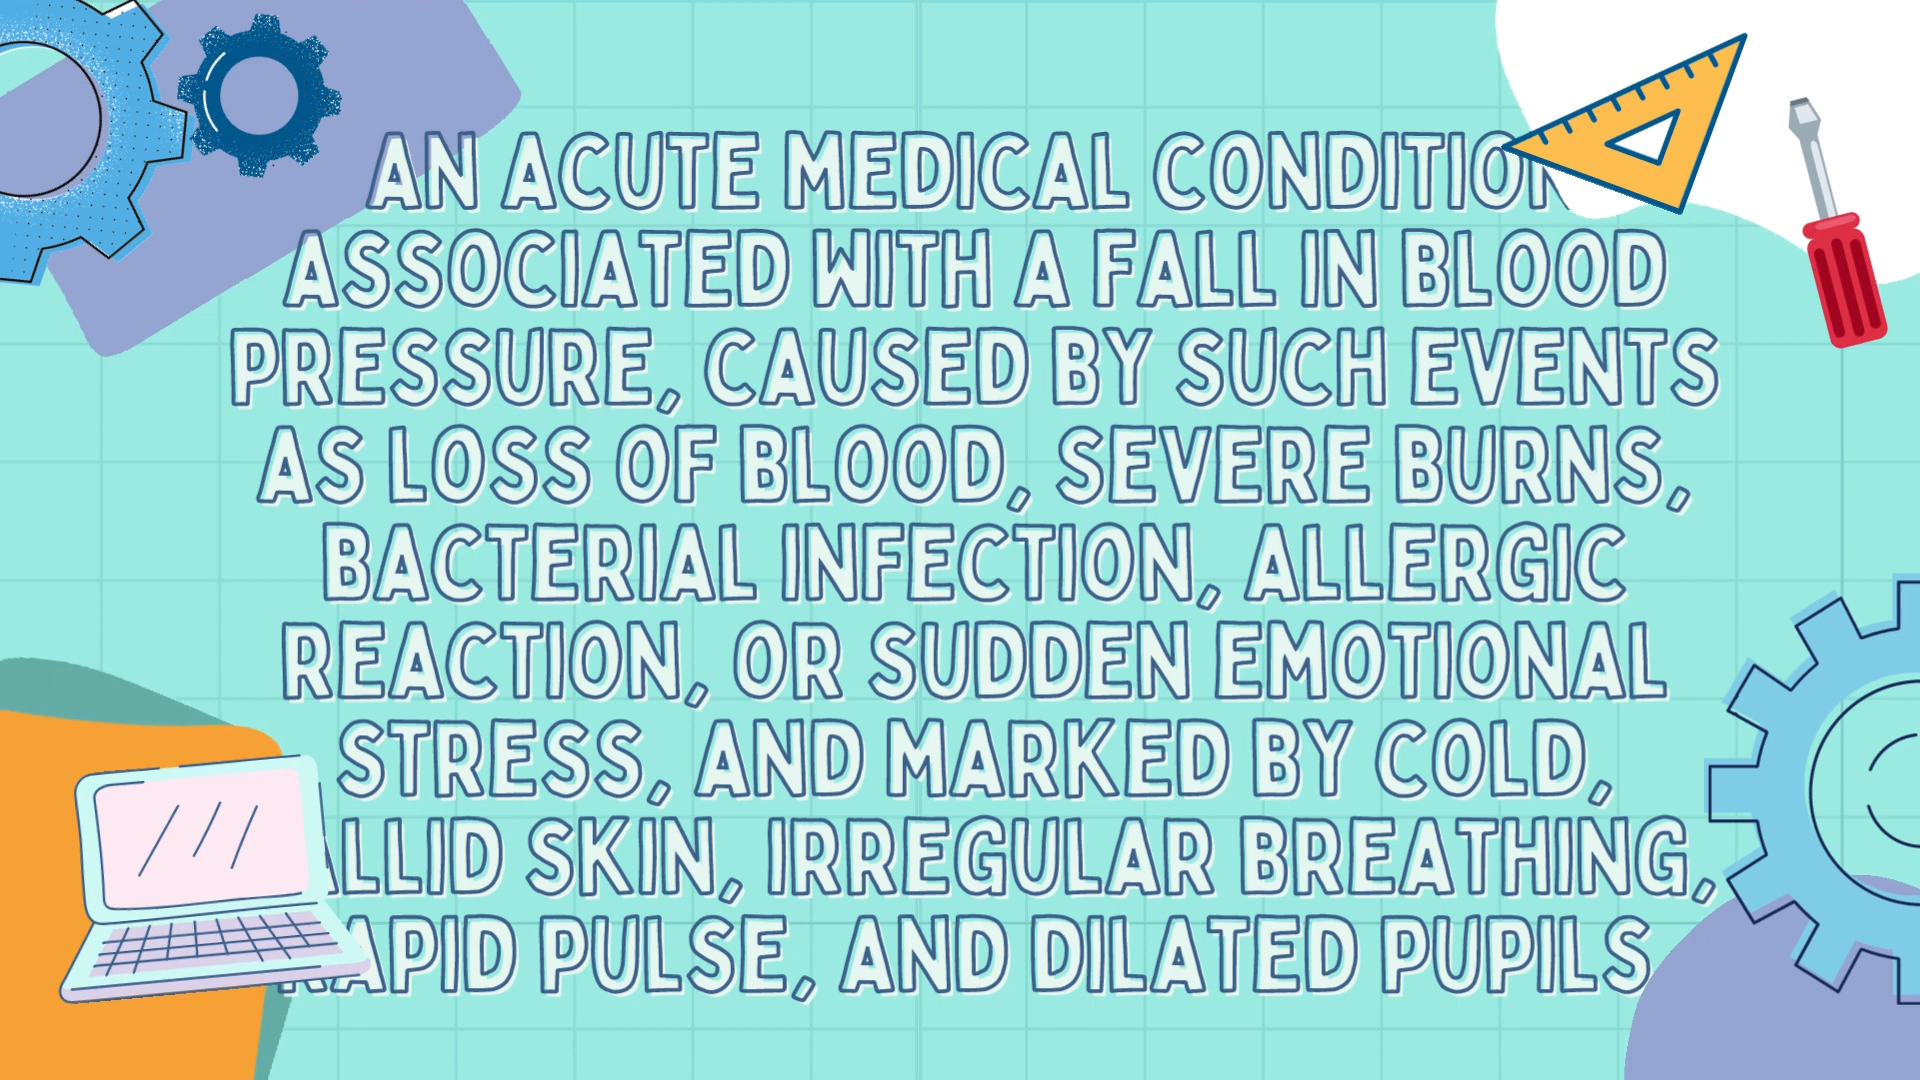 AN ACUTE MEDICAL CONDITION
ASSOCIATED WITH A FALL IN BLOOD
PRESSURE, CAUSED BY SUCH EVENTS
AS LOSS OF BLOOD, SEVERE BURNS,
BACTERIAL INFECTION, ALLERGIC
REACTION, OR SUDDEN EMOTIONAL
STRESS, AND MARKED BY COLD,
PALLID SKIN, IRREGULAR BREATHING,
RAPID PULSE, AND DILATED PUPILS